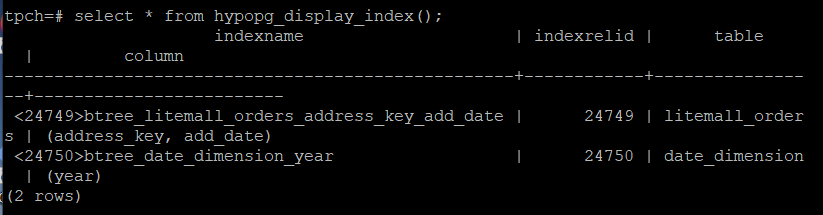 tpch=# select * from hypopg_display_index();
                     indexname                     | indexrelid |      table
  |         column
---------------------------------------------------+------------+---------------
--+-------------------------
 <24749>btree_litemall_orders_address_key_add_date |      24749 | litemall_order
s | (address_key, add_date)
 <24750>btree_date_dimension_year                  |      24750 | date_dimension
  | (year)
(2 rows)